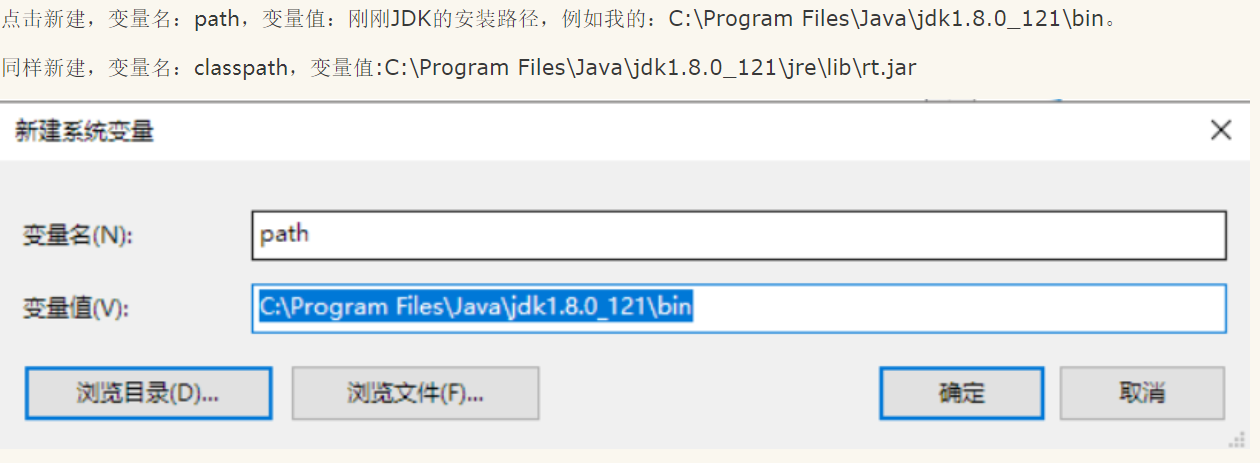 点击新建，变量名：path，变量值：刚刚JDK的安装路径，例如我的：C:\Program Files\Java\jdk1.8.0_121\bin。
同样新建，变量名：classpath，变量值:C:\Program Files\Java\jdk1.8.0_121\jre\lib\rt.jar
新建系统变量
变量名(N): path
变量值(V): C:\Program Files\Java\jdk1.8.0_121\bin
浏览目录(D)... 浏览文件(F)... 确定 取消